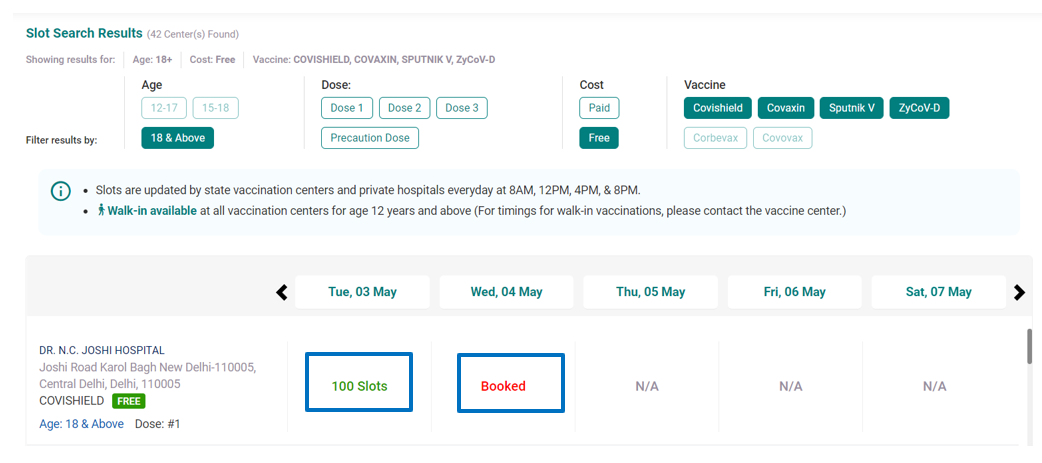 Slot Search Results (42 Center(s) Found)
Showing results for: Age: 18+ Cost: Free Vaccine: COVISHIELD, COVAXIN, SPUTNIK V, ZyCoV-D
Age Dose: Cost Vaccine
12-17 15-18 Dose 1 Dose 2 Dose 3 Paid Covishield Covaxin Sputnik V ZyCoV-D
Filter results by: 18 & Above Precaution Dose Free Corbevax Covovax
• Slots are updated by state vaccination centers and private hospitals everyday at 8AM, 12PM, 4PM, & 8PM.
• Walk-in available at all vaccination centers for age 12 years and above (For timings for walk-in vaccinations, please contact the vaccine center.)
Tue, 03 May Wed, 04 May Thu, 05 May Fri, 06 May Sat, 07 May
DR. N.C. JOSHI HOSPITAL
Joshi Road Karol Bagh New Delhi-110005,
Central Delhi, Delhi, 110005
COVISHIELD FREE
Age: 18 & Above Dose: #1
100 Slots Booked N/A N/A N/A